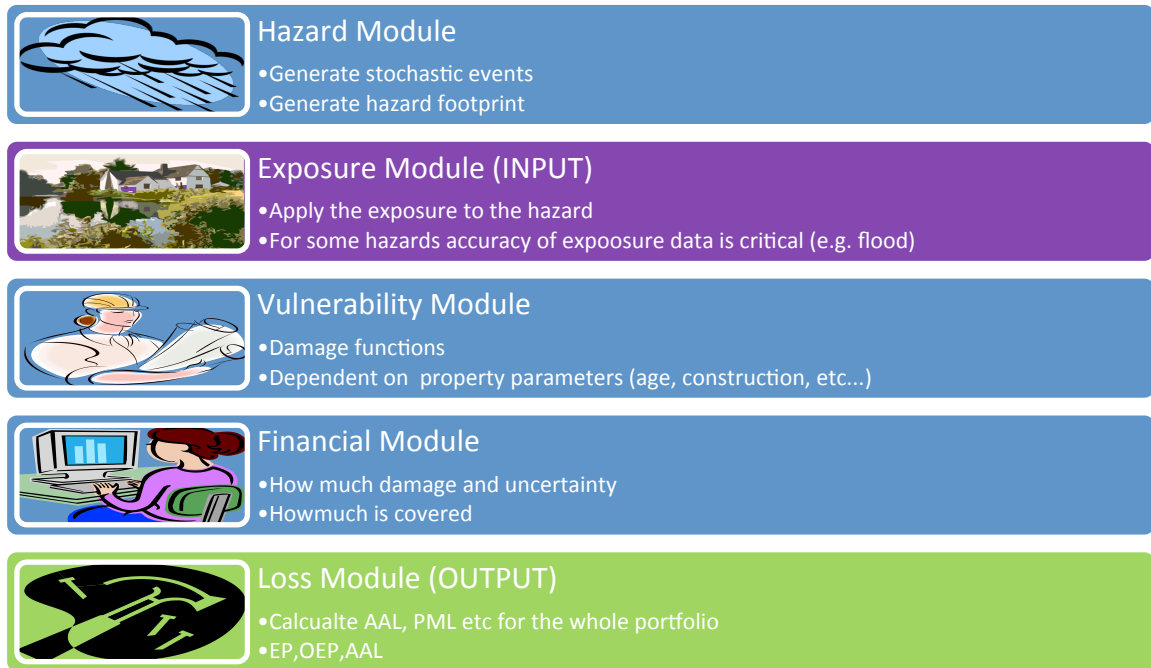 Hazard Module
•Generate stochastic events
•Generate hazard footprint
Exposure Module (INPUT)
•Apply the exposure to the hazard
•For some hazards accuracy of expoosure data is critical (e.g. flood)
Vulnerability Module
•Damage functions
•Dependent on property parameters (age, construction, etc...)
Financial Module
•How much damage and uncertainty
•Howmuch is covered
Loss Module (OUTPUT)
•Calcualte AAL, PML etc for the whole portfolio
•EP,OEP,AAL